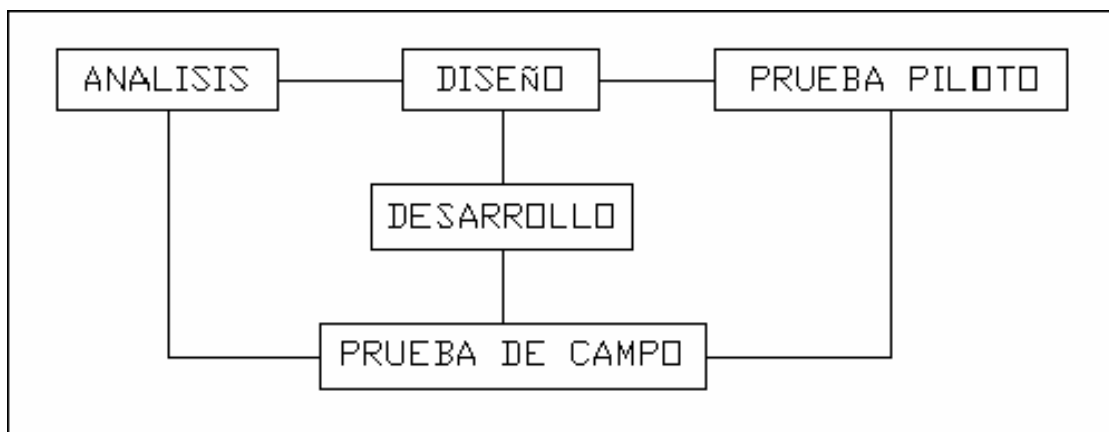 ANALISIS
DISEÑO
PRUEBA PILOTO
DESARROLLO
PRUEBA DE CAMPO